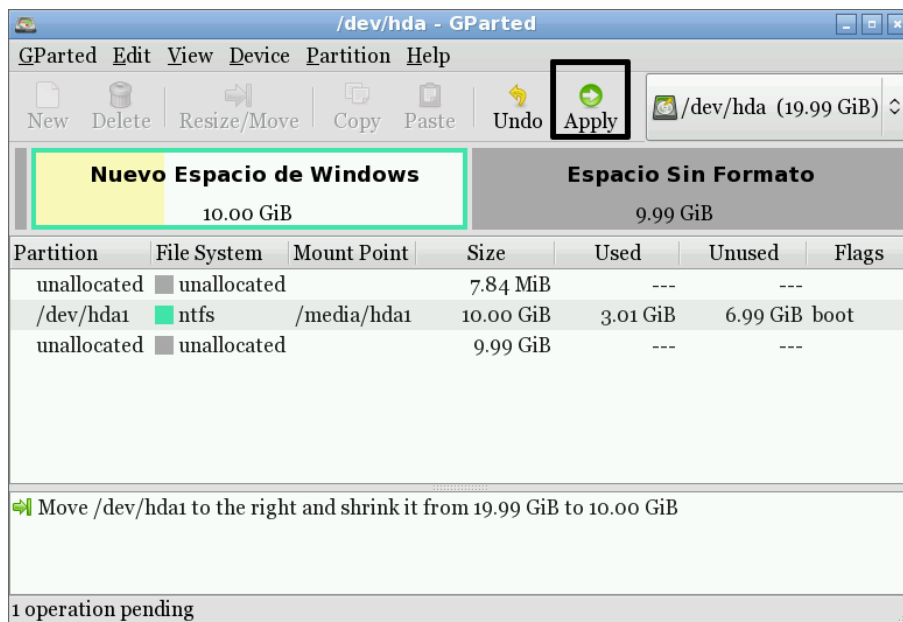 /dev/hda - GParted
GParted Edit View Device Partition Help
New Delete Resize/Move Copy Paste Undo Apply /dev/hda (19.99 GiB)
Nuevo Espacio de Windows Espacio Sin Formato
10.00 GiB 9.99 GiB
Partition File System Mount Point Size Used Unused Flags
unallocated unallocated 7.84 MiB --- ---
/dev/hda1 ntfs /media/hda1 10.00 GiB 3.01 GiB 6.99 GiB boot
unallocated unallocated 9.99 GiB --- ---
Move /dev/hda1 to the right and shrink it from 19.99 GiB to 10.00 GiB
1 operation pending